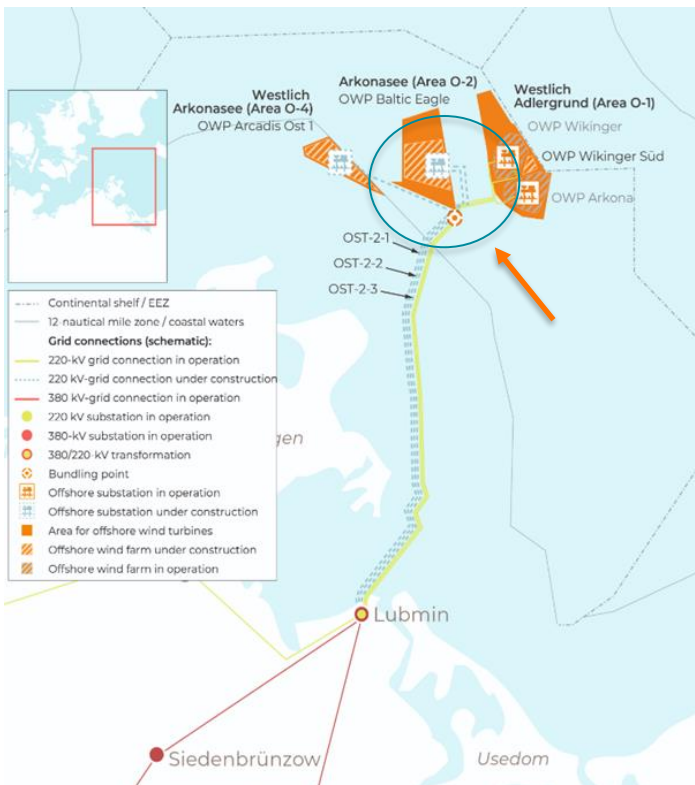 Westlich
Arkonasee (Area O-4)
OWP Arcadis Ost 1
Arkonasee (Area O-2)
OWP Baltic Eagle
Westlich
Adlergrund (Area O-1)
OWP Wikinger
OWP Wikinger Süd
OWP Arkona
OST-2-1
OST-2-2
OST-2-3
Continental shelf / EEZ
12-nautical mile zone / coastal waters
Grid connections (schematic):
220-kV grid connection in operation
220 kV-grid connection under construction
380 kV-grid connection in operation
220 kV substation in operation
380-kV substation in operation
380/220-kV transformation
Bundling point
Offshore substation in operation
Offshore substation under construction
Area for offshore wind turbines
Offshore wind farm under construction
Offshore wind farm in operation
gen
Lubmin
Siedenbrünzow
Usedom